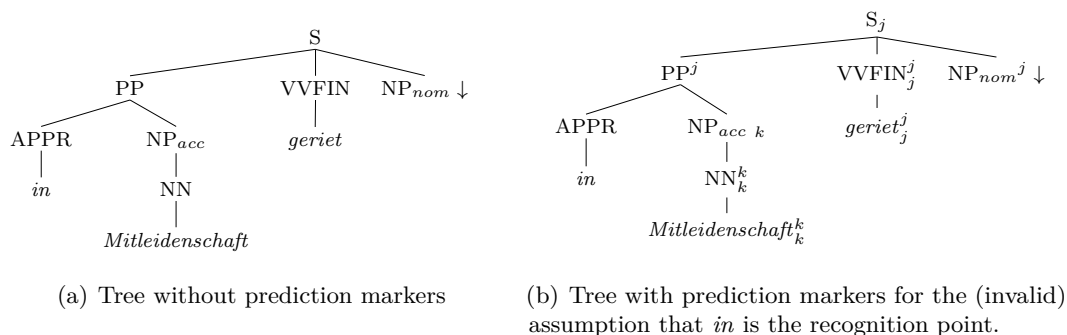 S
PP VVFIN NP_nom ↓
APPR NP_acc geriet
in NN
Mitleidenschaft
(a) Tree without prediction markers
S_j
PP^j VVFIN^j_j NP_nom^j ↓
APPR NP_acc k geriet^j_j
in NN^k_k
Mitleidenschaft^k_k
(b) Tree with prediction markers for the (invalid)
assumption that in is the recognition point.